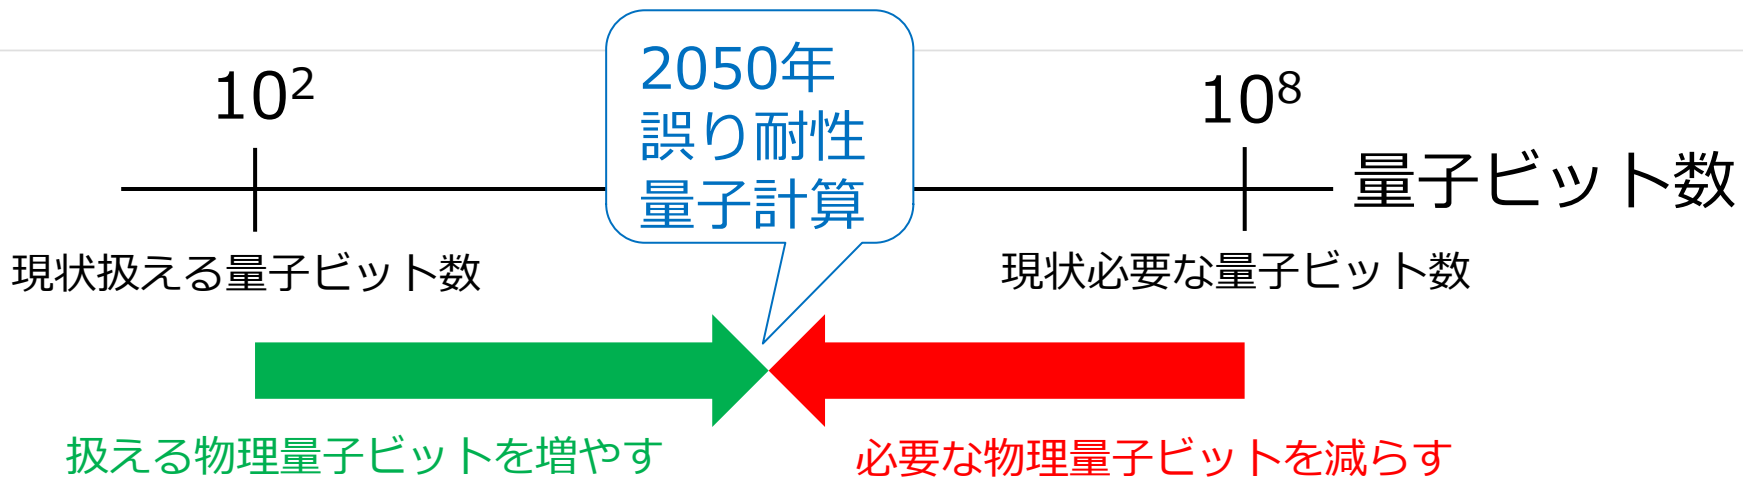 2050年
誤り耐性
量子計算
10²
10⁸
量子ビット数
現状扱える量子ビット数
現状必要な量子ビット数
扱える物理量子ビットを増やす
必要な物理量子ビットを減らす